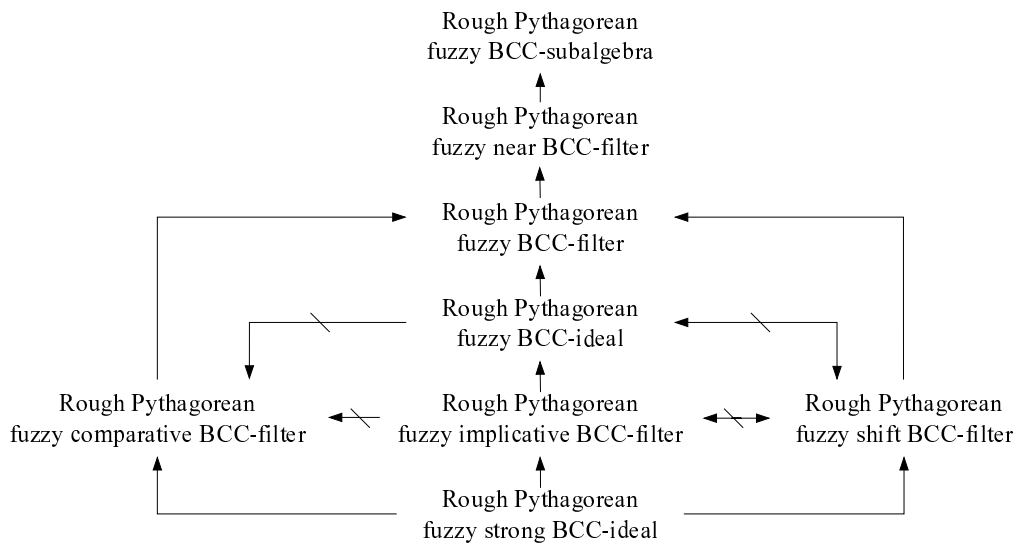 Rough Pythagorean
fuzzy BCC-subalgebra
Rough Pythagorean
fuzzy near BCC-filter
Rough Pythagorean
fuzzy BCC-filter
Rough Pythagorean
fuzzy BCC-ideal
Rough Pythagorean
fuzzy comparative BCC-filter
Rough Pythagorean
fuzzy implicative BCC-filter
Rough Pythagorean
fuzzy shift BCC-filter
Rough Pythagorean
fuzzy strong BCC-ideal